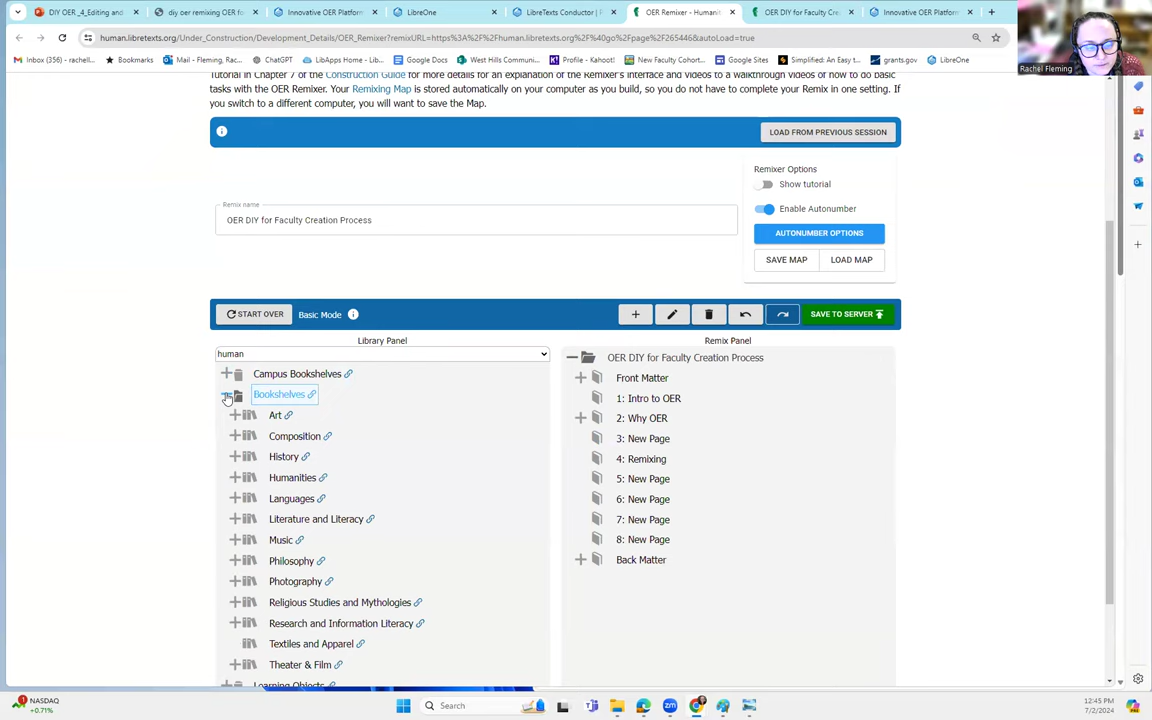 DIY OER _4_Editing and
diy oer remixing OER fo
Innovative OER Platform
LibreOne
LibreTexts Conductor | P
OER Remixer - Humanit
OER DIY for Faculty Crea
Innovative OER Platform
human.libretexts.org/Under_Construction/Development_Details/OER_Remixer?remixURL=https%3A%2F%2Fhuman.libretexts.org%2F%40go%2Fpage%2F265446&autoLoad=true
Inbox (356) - rachell...
Bookmarks
Mail - Fleming, Rac...
ChatGPT
LibApps Home - Lib...
Google Docs
West Hills Communi...
Profile - Kahoot!
New Faculty Cohort...
Google Sites
Simplified: An Easy t...
grants.gov
LibreOne
Rachel Fleming
Tutorial in Chapter 7 of the Construction Guide for more details for an explanation of the Remixer's interface and videos to a walkthrough videos of how to do basic
tasks with the OER Remixer. Your Remixing Map is stored automatically on your computer as you build, so you do not have to complete your Remix in one setting. If
you switch to a different computer, you will want to save the Map.
LOAD FROM PREVIOUS SESSION
Remixer Options
Show tutorial
Enable Autonumber
AUTONUMBER OPTIONS
SAVE MAP
LOAD MAP
Remix name
OER DIY for Faculty Creation Process
START OVER
Basic Mode
SAVE TO SERVER
Library Panel
human
Campus Bookshelves
Bookshelves
Art
Composition
History
Humanities
Languages
Literature and Literacy
Music
Philosophy
Photography
Religious Studies and Mythologies
Research and Information Literacy
Textiles and Apparel
Theater & Film
Learning Objects
Remix Panel
OER DIY for Faculty Creation Process
Front Matter
1: Intro to OER
2: Why OER
3: New Page
4: Remixing
5: New Page
6: New Page
7: New Page
8: New Page
Back Matter
NASDAQ
+0.71%
Search
12:45 PM
7/2/2024